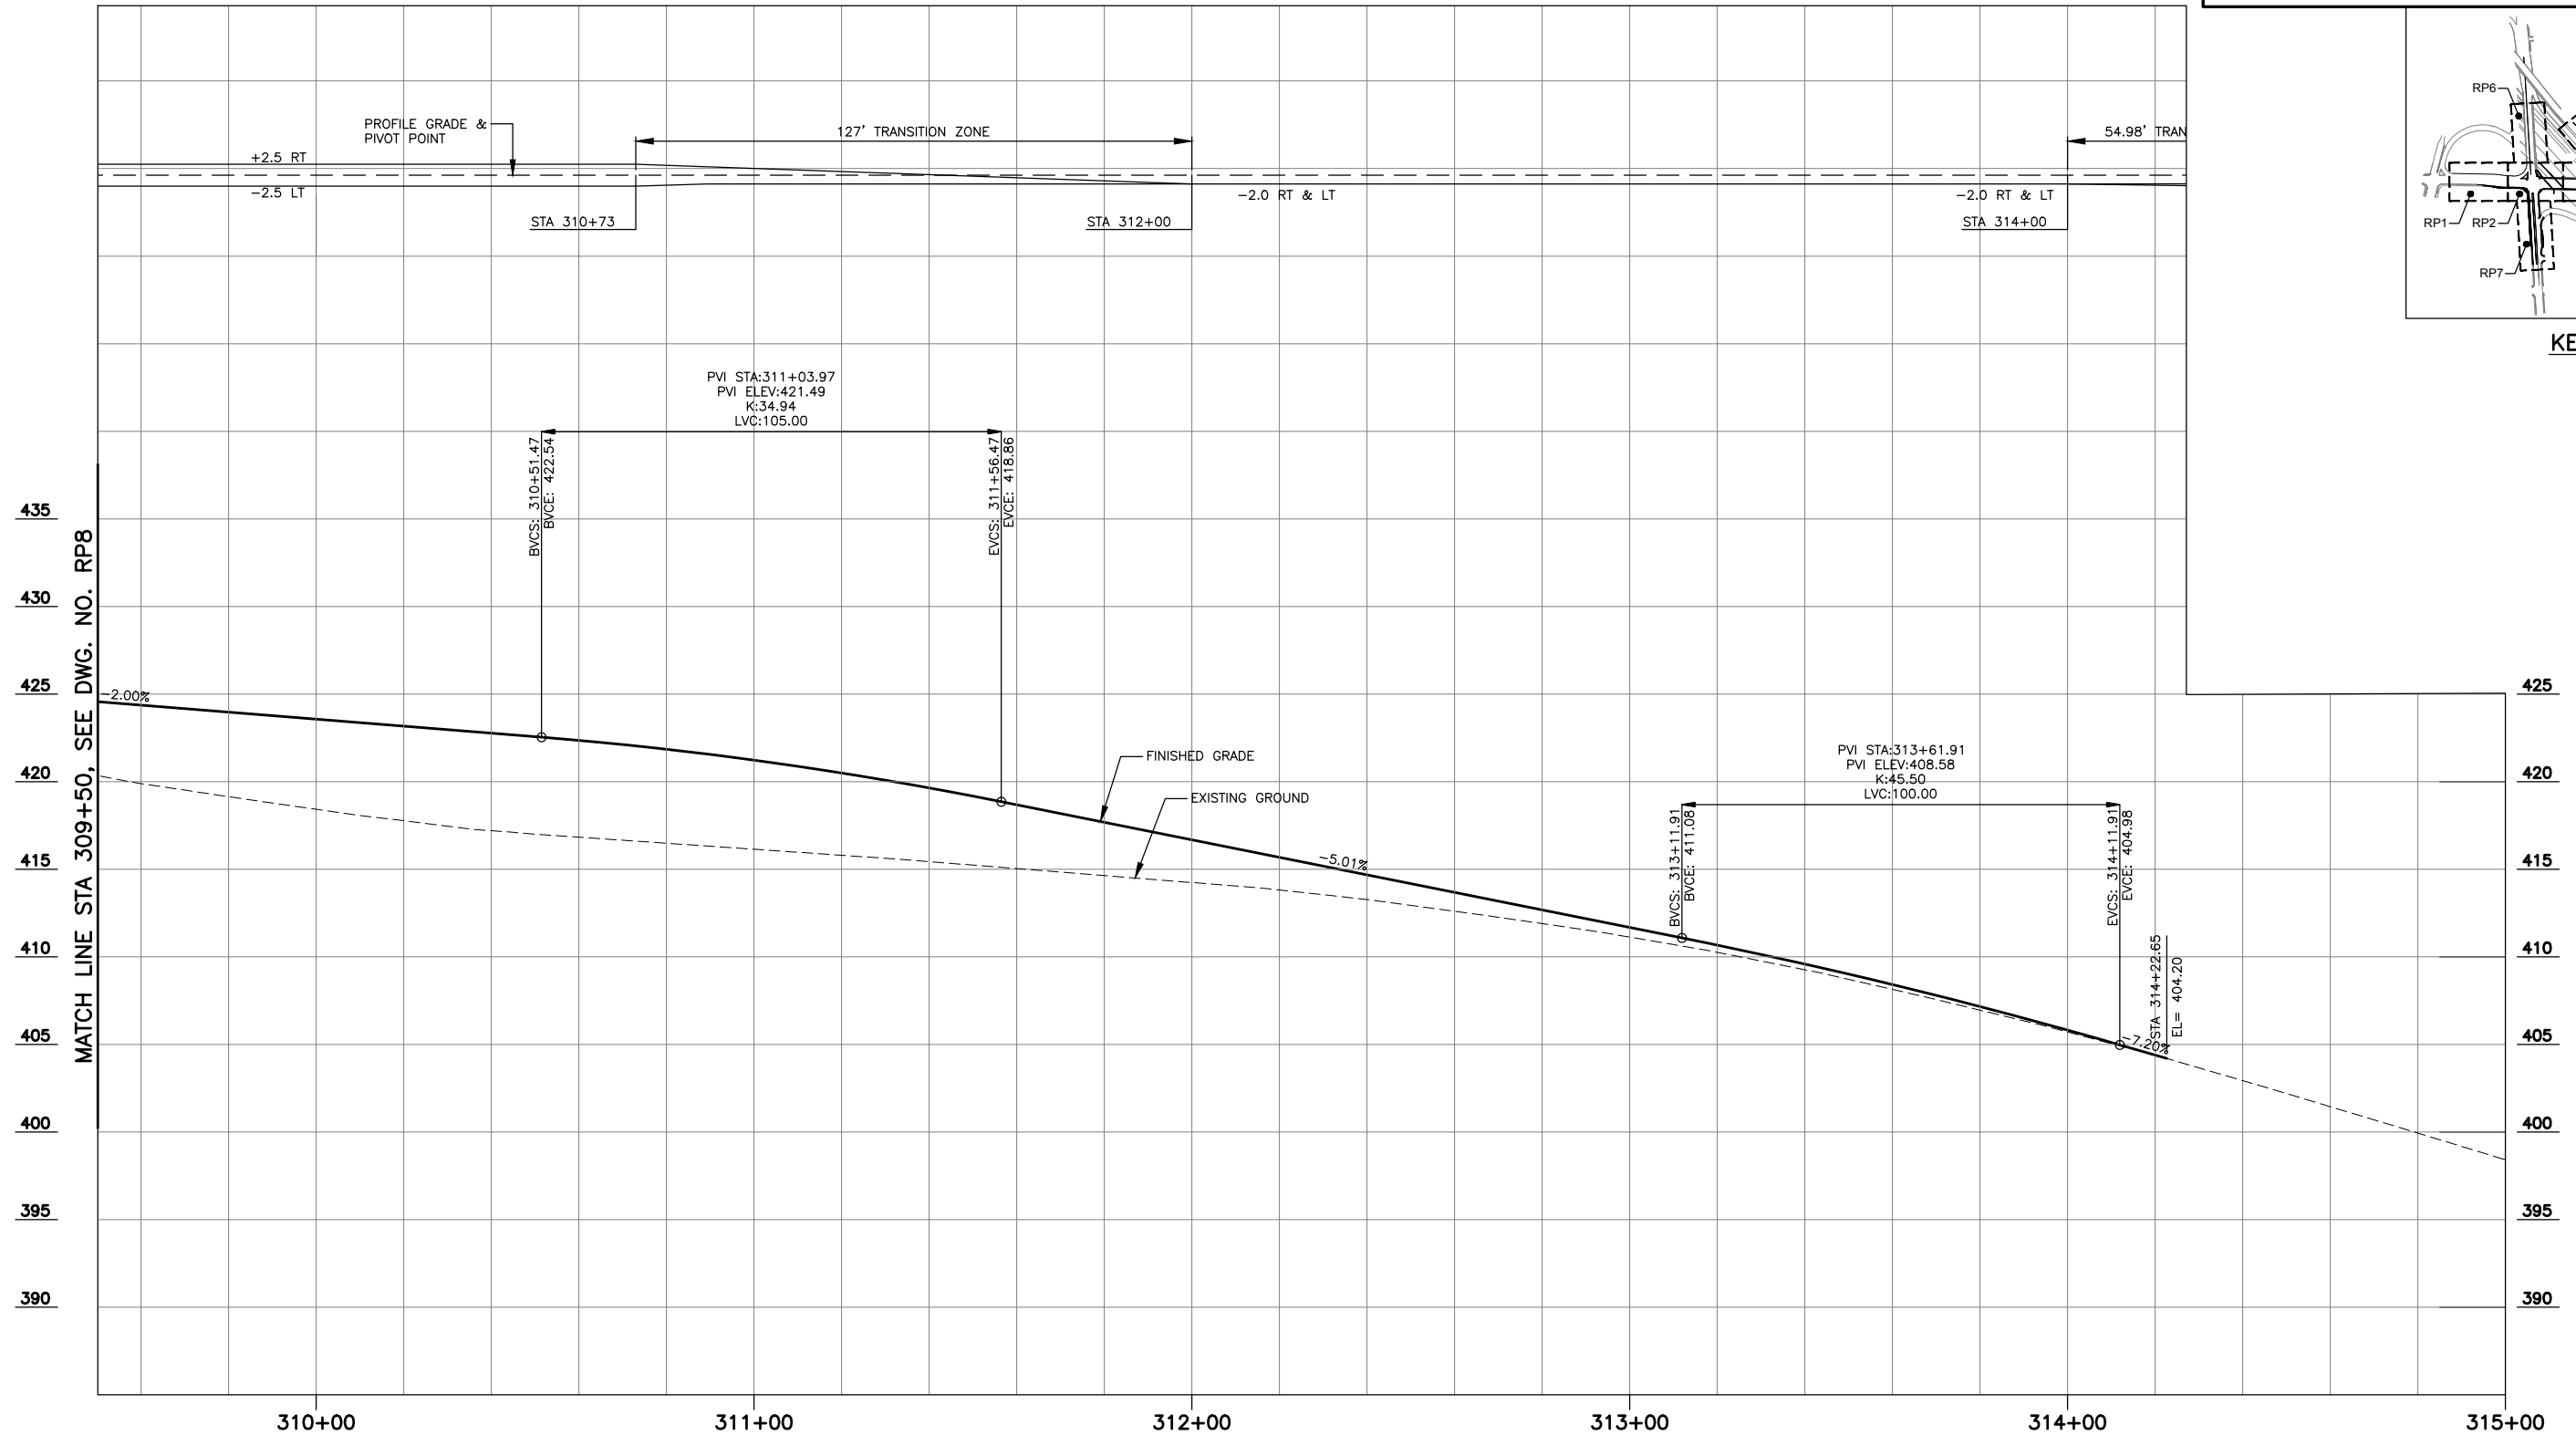 PROFILE GRADE &
PIVOT POINT
+2.5 RT
-2.5 LT
127' TRANSITION ZONE
54.98' TRAN
-2.0 RT & LT
-2.0 RT & LT
STA 310+73
STA 312+00
STA 314+00
RP6
RP1
RP2
RP7
KE
PVI STA:311+03.97
PVI ELEV:421.49
K:34.94
LVC:105.00
BVCS: 310+51.47
BVCE: 422.54
EVCS: 311+56.47
EVCE: 418.86
MATCH LINE STA 309+50, SEE DWG. NO. RP8
435
430
425
420
415
410
405
400
395
390
-2.00%
FINISHED GRADE
EXISTING GROUND
-5.01%
PVI STA:313+61.91
PVI ELEV:408.58
K:45.50
LVC:100.00
BVCS: 313+11.91
BVCE: 411.08
EVCS: 314+11.91
EVCE: 404.98
STA 314+22.65
EL= 404.20
-7.20%
425
420
415
410
405
400
395
390
310+00
311+00
312+00
313+00
314+00
315+00